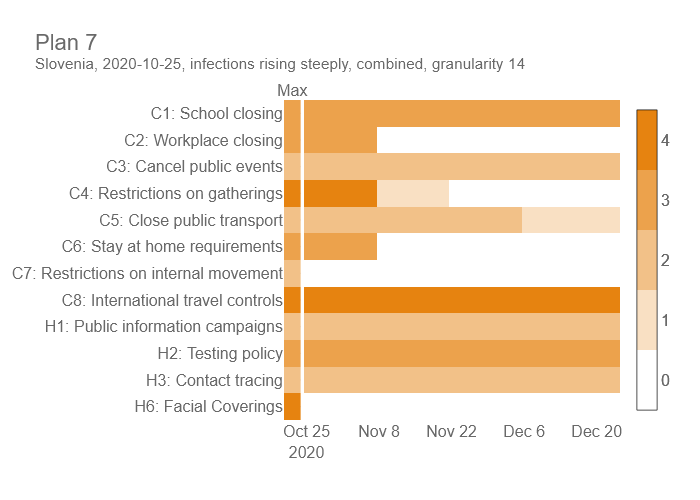 Plan 7
Slovenia, 2020-10-25, infections rising steeply, combined, granularity 14
Max
C1: School closing
C2: Workplace closing
C3: Cancel public events
C4: Restrictions on gatherings
C5: Close public transport
C6: Stay at home requirements
C7: Restrictions on internal movement
C8: International travel controls
H1: Public information campaigns
H2: Testing policy
H3: Contact tracing
H6: Facial Coverings
Oct 25 Nov 8 Nov 22 Dec 6 Dec 20
2020
4
3
2
1
0